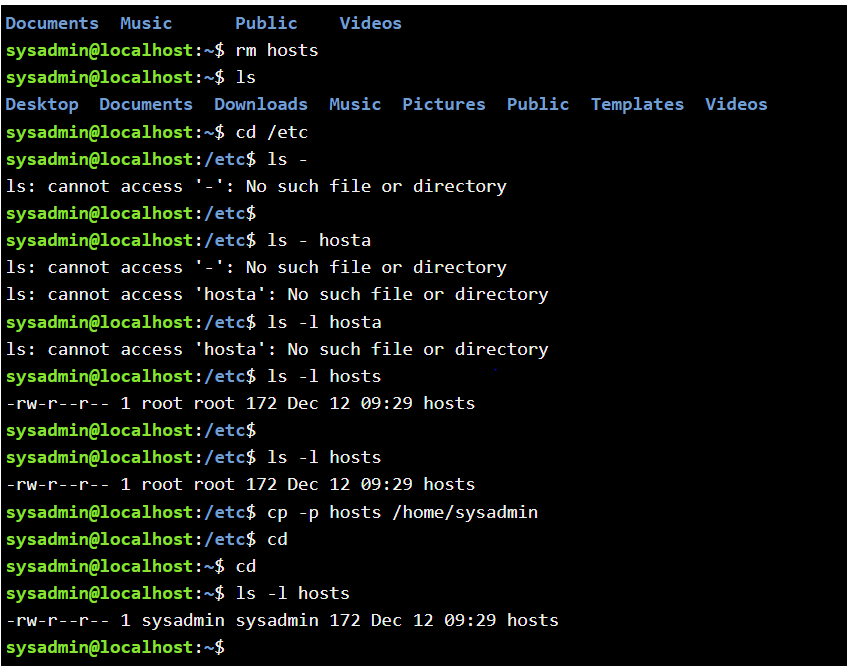 Documents  Music      Public    Videos
sysadmin@localhost:~$ rm hosts
sysadmin@localhost:~$ ls
Desktop  Documents  Downloads  Music  Pictures  Public  Templates  Videos
sysadmin@localhost:~$ cd /etc
sysadmin@localhost:/etc$ ls -
ls: cannot access '-': No such file or directory
sysadmin@localhost:/etc$
sysadmin@localhost:/etc$ ls - hosta
ls: cannot access '-': No such file or directory
ls: cannot access 'hosta': No such file or directory
sysadmin@localhost:/etc$ ls -l hosta
ls: cannot access 'hosta': No such file or directory
sysadmin@localhost:/etc$ ls -l hosts
-rw-r--r-- 1 root root 172 Dec 12 09:29 hosts
sysadmin@localhost:/etc$
sysadmin@localhost:/etc$ ls -l hosts
-rw-r--r-- 1 root root 172 Dec 12 09:29 hosts
sysadmin@localhost:/etc$ cp -p hosts /home/sysadmin
sysadmin@localhost:/etc$ cd
sysadmin@localhost:~$ cd
sysadmin@localhost:~$ ls -l hosts
-rw-r--r-- 1 sysadmin sysadmin 172 Dec 12 09:29 hosts
sysadmin@localhost:~$